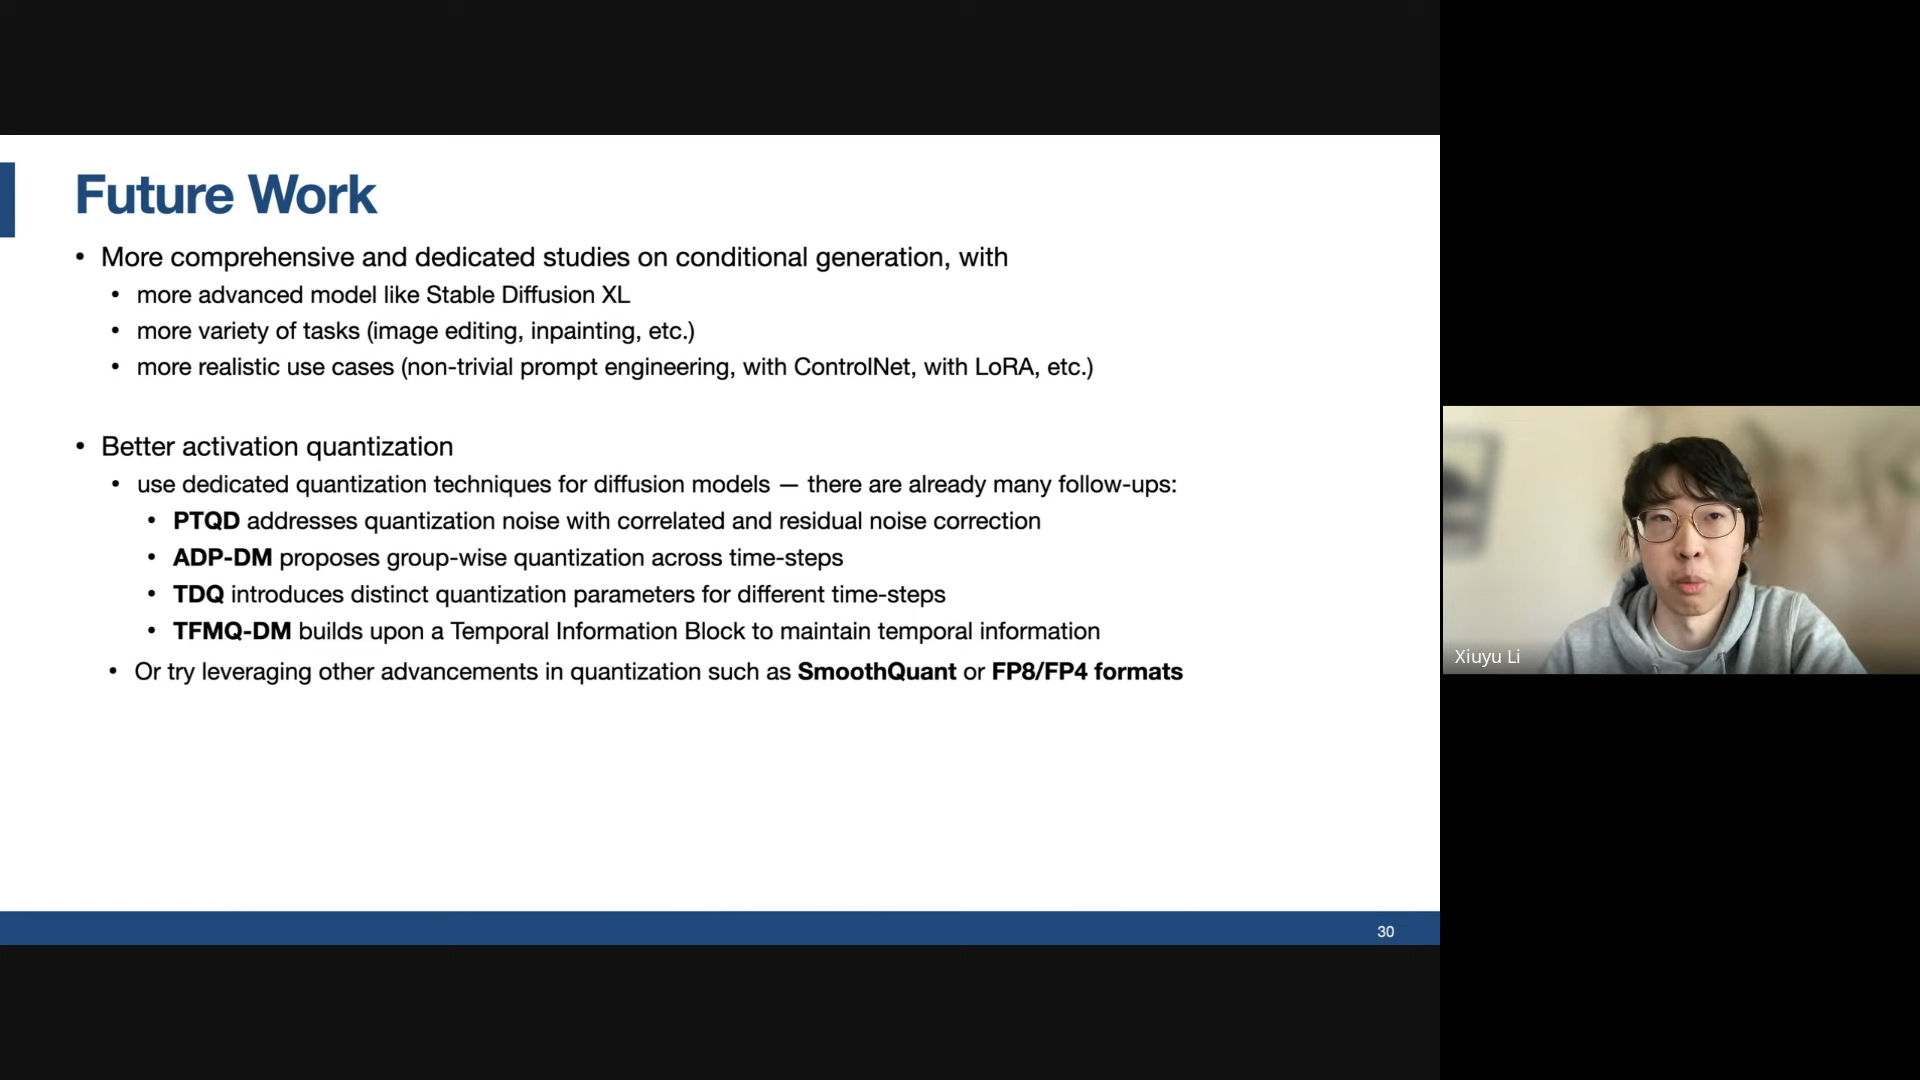 Future Work
• More comprehensive and dedicated studies on conditional generation, with
• more advanced model like Stable Diffusion XL
• more variety of tasks (image editing, inpainting, etc.)
• more realistic use cases (non-trivial prompt engineering, with ControlNet, with LoRA, etc.)
• Better activation quantization
• use dedicated quantization techniques for diffusion models — there are already many follow-ups:
• PTQD addresses quantization noise with correlated and residual noise correction
• ADP-DM proposes group-wise quantization across time-steps
• TDQ introduces distinct quantization parameters for different time-steps
• TFMQ-DM builds upon a Temporal Information Block to maintain temporal information
• Or try leveraging other advancements in quantization such as SmoothQuant or FP8/FP4 formats
30
Xiuyu Li